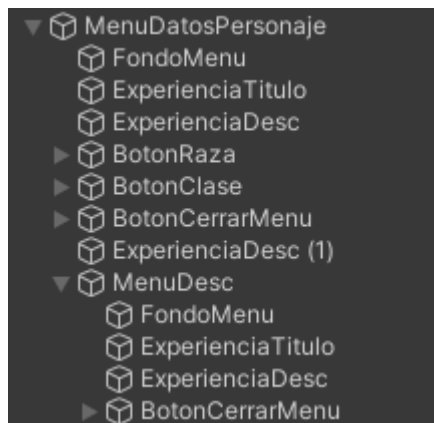 MenuDatosPersonaje
FondoMenu
ExperienciaTitulo
ExperienciaDesc
BotonRaza
BotonClase
BotonCerrarMenu
ExperienciaDesc (1)
MenuDesc
FondoMenu
ExperienciaTitulo
ExperienciaDesc
BotonCerrarMenu